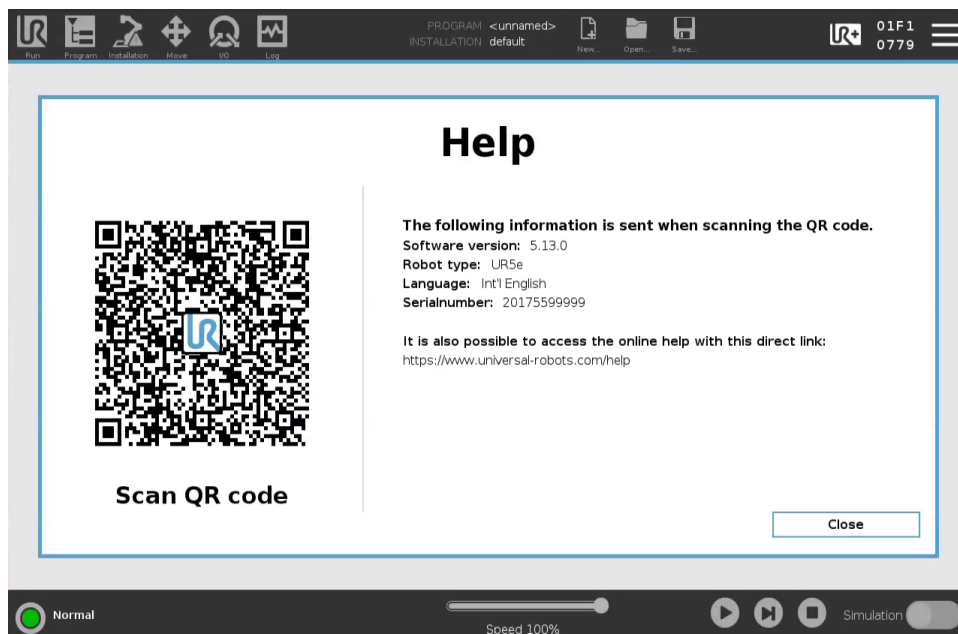 PROGRAM <unnamed>
INSTALLATION default
Run Program Installation Move I/O Log
New... Open... Save...
UR+
01F1
0779
Help
The following information is sent when scanning the QR code.
Software version: 5.13.0
Robot type: UR5e
Language: Int'l English
Serialnumber: 20175599999
It is also possible to access the online help with this direct link:
https://www.universal-robots.com/help
UR
Scan QR code
Close
Normal
Speed 100%
Simulation